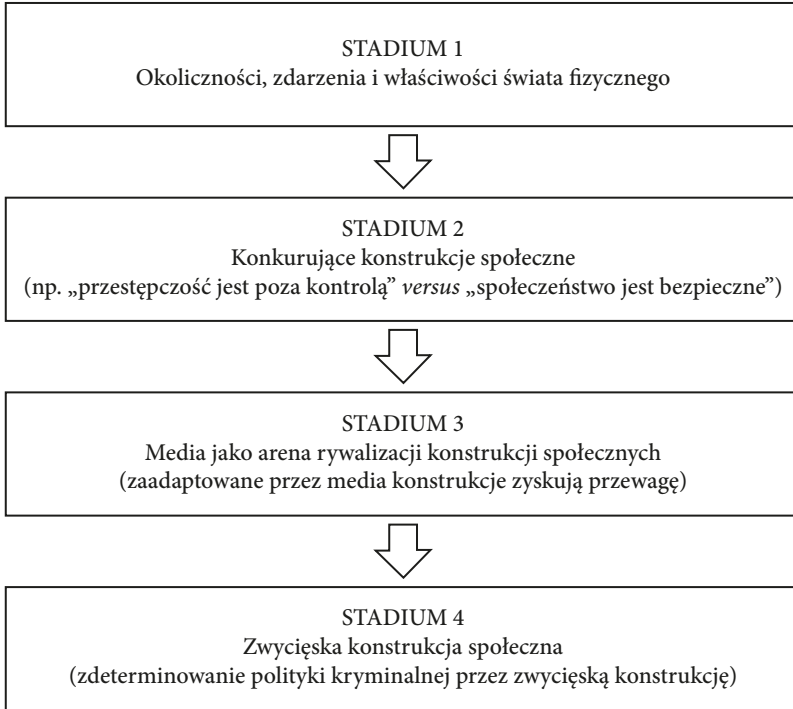 STADIUM 1
Okoliczności, zdarzenia i właściwości świata fizycznego
STADIUM 2
Konkurujące konstrukcje społeczne
(np. „przestępczość jest poza kontrolą” versus „społeczeństwo jest bezpieczne”)
STADIUM 3
Media jako arena rywalizacji konstrukcji społecznych
(zaadaptowane przez media konstrukcje zyskują przewagę)
STADIUM 4
Zwycięska konstrukcja społeczna
(zdeterminowanie polityki kryminalnej przez zwycięską konstrukcję)